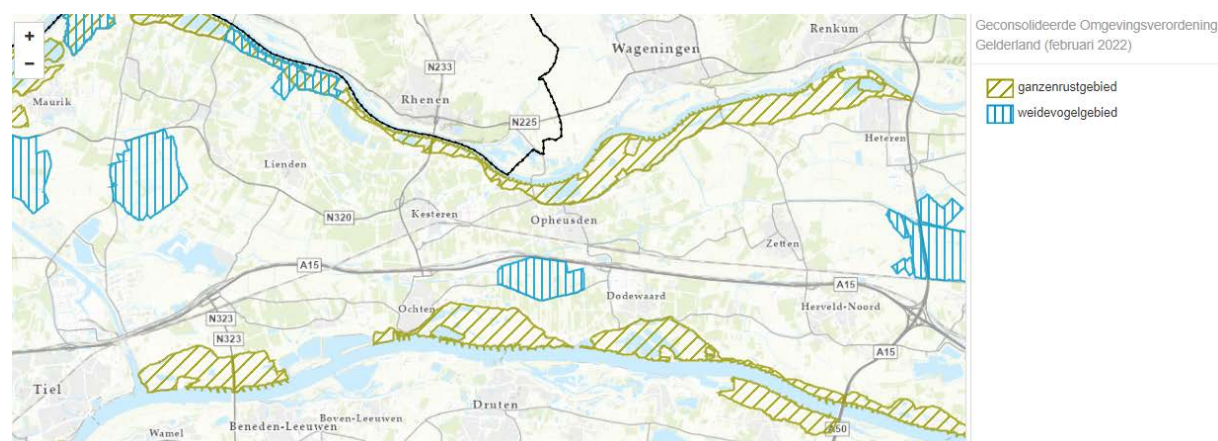 +
−
Maurik
Rhenen
N233
N225
Wageningen
Renkum
Heteren
Lienden
N320
Kesteren
Opheusden
Zetten
A15
A15
Ochten
Dodewaard
Herveld-Noord
N323
N323
A15
Tiel
Druten
Boven-Leeuwen
Beneden-Leeuwen
Wamel
A50
Geconsolideerde Omgevingsverordening
Gelderland (februari 2022)
ganzenrustgebied
weidevogelgebied